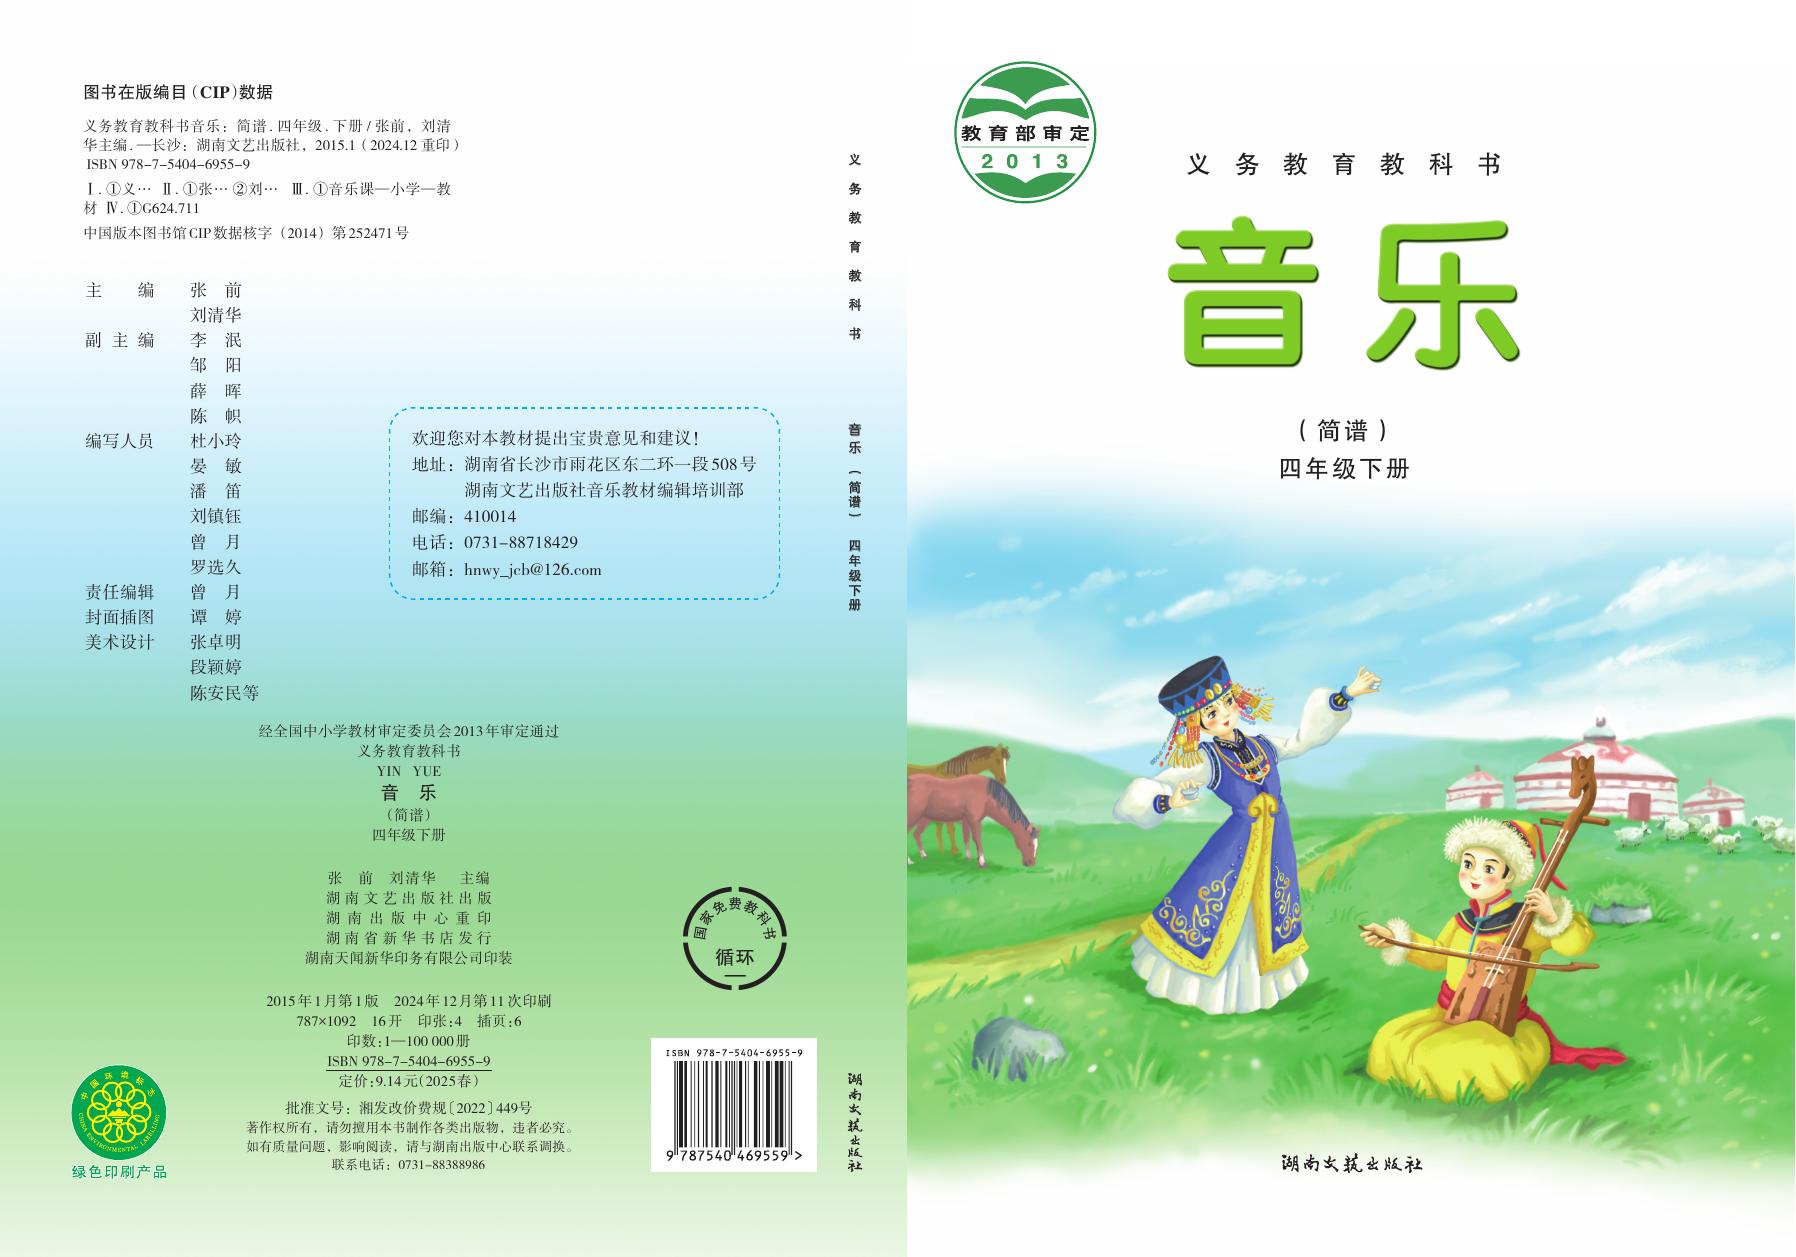 图书在版编目（CIP）数据
义务教育教科书音乐：简谱.四年级.下册/张前，刘清
华主编.—长沙：湖南文艺出版社，2015.1（2024.12 重印）
ISBN 978-7-5404-6955-9
Ⅰ.①义… Ⅱ.①张… ②刘… Ⅲ.①音乐课—小学—教
材 Ⅳ.①G624.711
中国版本图书馆CIP数据核字（2014）第252471号
主 编 张 前
刘清华
副 主 编 李 泯
邹 阳
薛 晖
陈 帜
编写人员 杜小玲
晏 敏
潘 笛
刘镇钰
曾 月
罗选久
责任编辑 曾 月
封面插图 谭 婷
美术设计 张卓明
段颖婷
陈安民等
欢迎您对本教材提出宝贵意见和建议！
地址：湖南省长沙市雨花区东二环一段508号
湖南文艺出版社音乐教材编辑培训部
邮编：410014
电话：0731-88718429
邮箱：hnwy_jcb@126.com
经全国中小学教材审定委员会2013年审定通过
义务教育教科书
YIN YUE
音 乐
（简谱）
四年级下册
张 前 刘清华 主编
湖南文艺出版社出版
湖南出版中心重印
湖南省新华书店发行
湖南天闻新华印务有限公司印装
2015年1月第1版 2024年12月第11次印刷
787×1092 16开 印张:4 插页:6
印数:1—100 000册
ISBN 978-7-5404-6955-9
定价:9.14元(2025春)
批准文号：湘发改价费规〔2022〕449号
著作权所有，请勿擅用本书制作各类出版物，违者必究。
如有质量问题，影响阅读，请与湖南出版中心联系调换。
联系电话：0731-88388986
中国环境标志
CHINA ENVIRONMENTAL LABELLING
绿色印刷产品
国家免费教科书
循环
ISBN 978-7-5404-6955-9
9 787540 469559 >
义务教育教科书
音乐（简谱） 四年级下册
湖南文艺出版社
教育部审定
2013
义务教育教科书
音乐
（简谱）
四年级下册
湖南文艺出版社